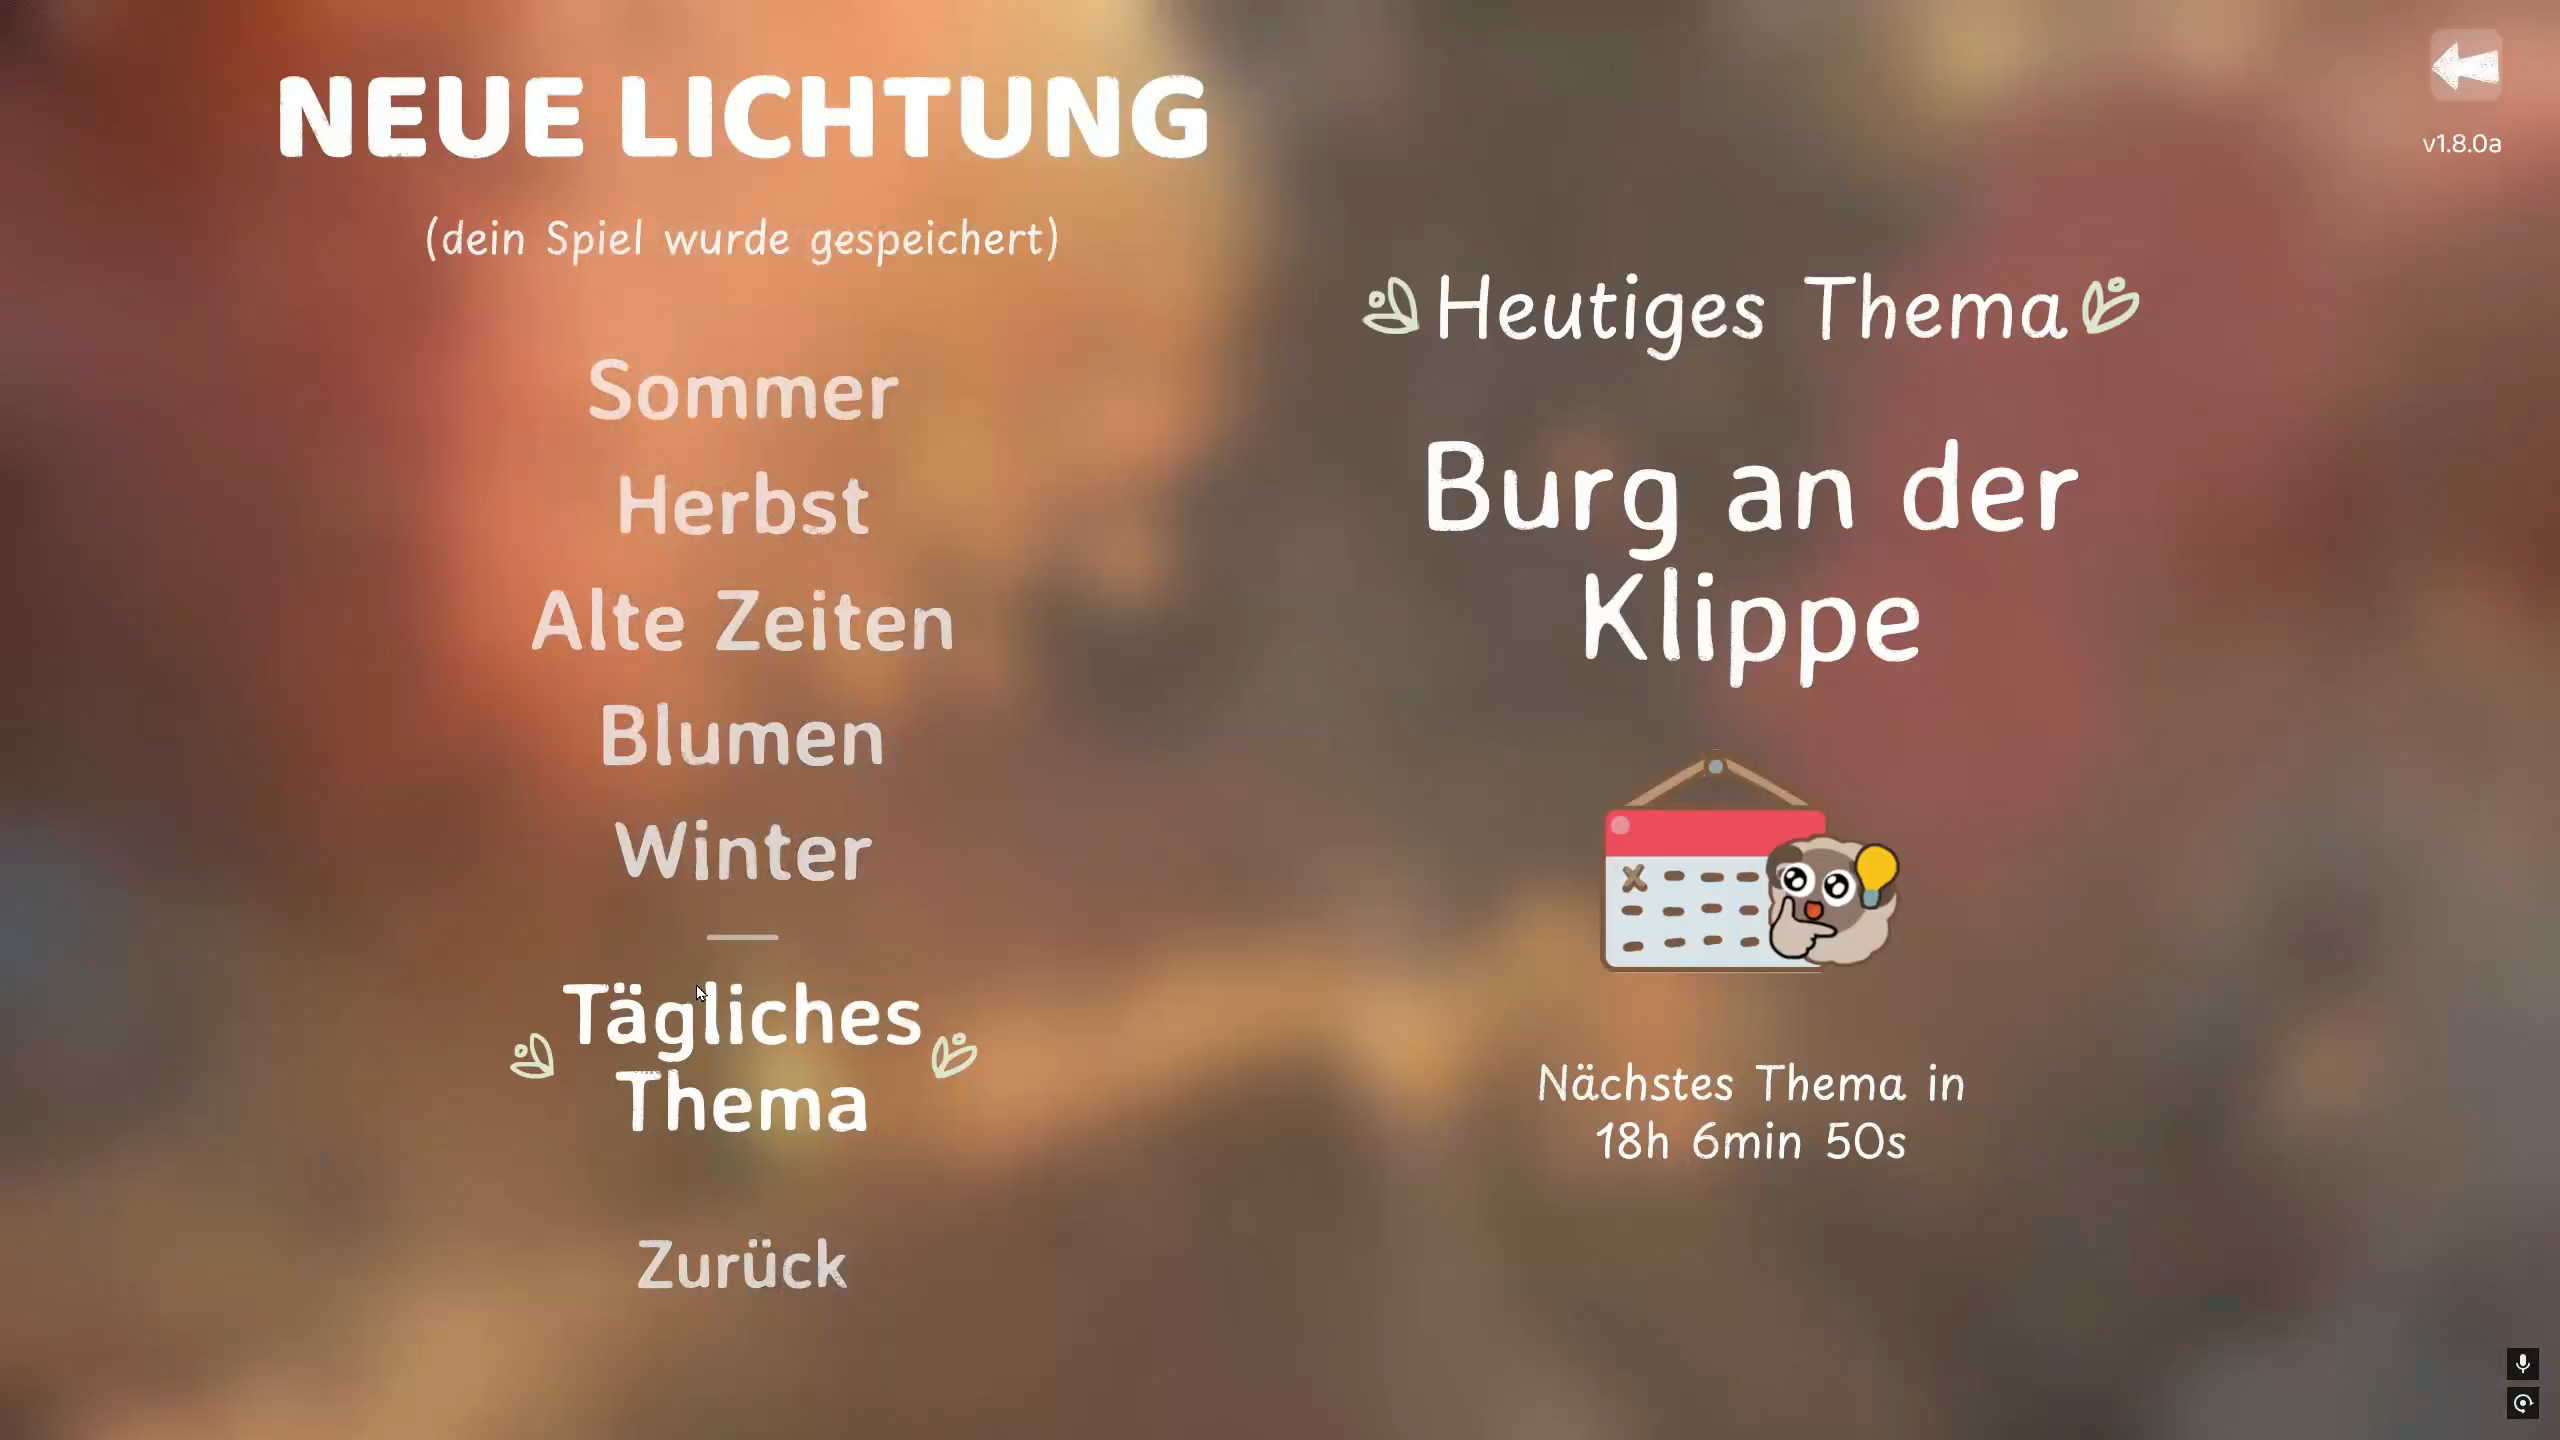 NEUE LICHTUNG
(dein Spiel wurde gespeichert)
Sommer
Herbst
Alte Zeiten
Blumen
Winter
Tägliches
Thema
Zurück
v1.8.0a
Heutiges Thema
Burg an der
Klippe
Nächstes Thema in
18h 6min 50s